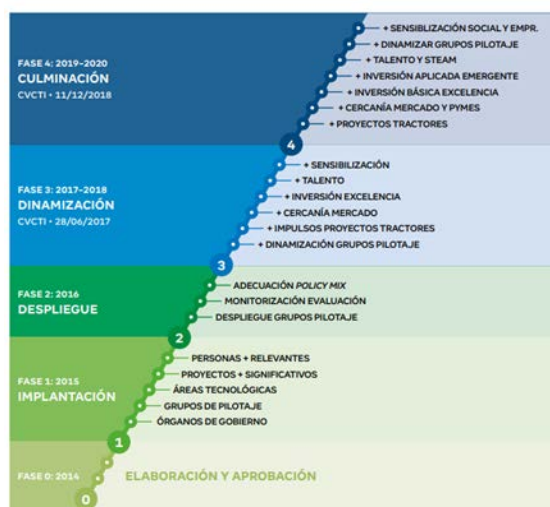 + SENSIBLIZACIÓN SOCIAL Y EMPR.
+ DINAMIZAR GRUPOS PILOTAJE
FASE 4: 2019-2020
+ TALENTO Y STEAM
CULMINACIÓN
+ INVERSIÓN APLICADA EMERGENTE
CVCTI • 11/12/2018
+ INVERSIÓN BÁSICA EXCELENCIA
+ CERCANÍA MERCADO Y PYMES
+ PROYECTOS TRACTORES
4
+ SENSIBILIZACIÓN
FASE 3: 2017-2018
+ TALENTO
DINAMIZACIÓN
+ INVERSIÓN EXCELENCIA
CVCTI • 28/06/2017
+ CERCANÍA MERCADO
+ IMPULSOS PROYECTOS TRACTORES
+ DINAMIZACIÓN GRUPOS PILOTAJE
3
FASE 2: 2016
ADECUACIÓN POLICY MIX
DESPLIEGUE
MONITORIZACIÓN EVALUACIÓN
DESPLIEGUE GRUPOS PILOTAJE
2
PERSONAS + RELEVANTES
FASE 1: 2015
PROYECTOS + SIGNIFICATIVOS
IMPLANTACIÓN
ÁREAS TECNOLÓGICAS
GRUPOS DE PILOTAJE
ÓRGANOS DE GOBIERNO
1
FASE 0: 2014
ELABORACIÓN Y APROBACIÓN
0